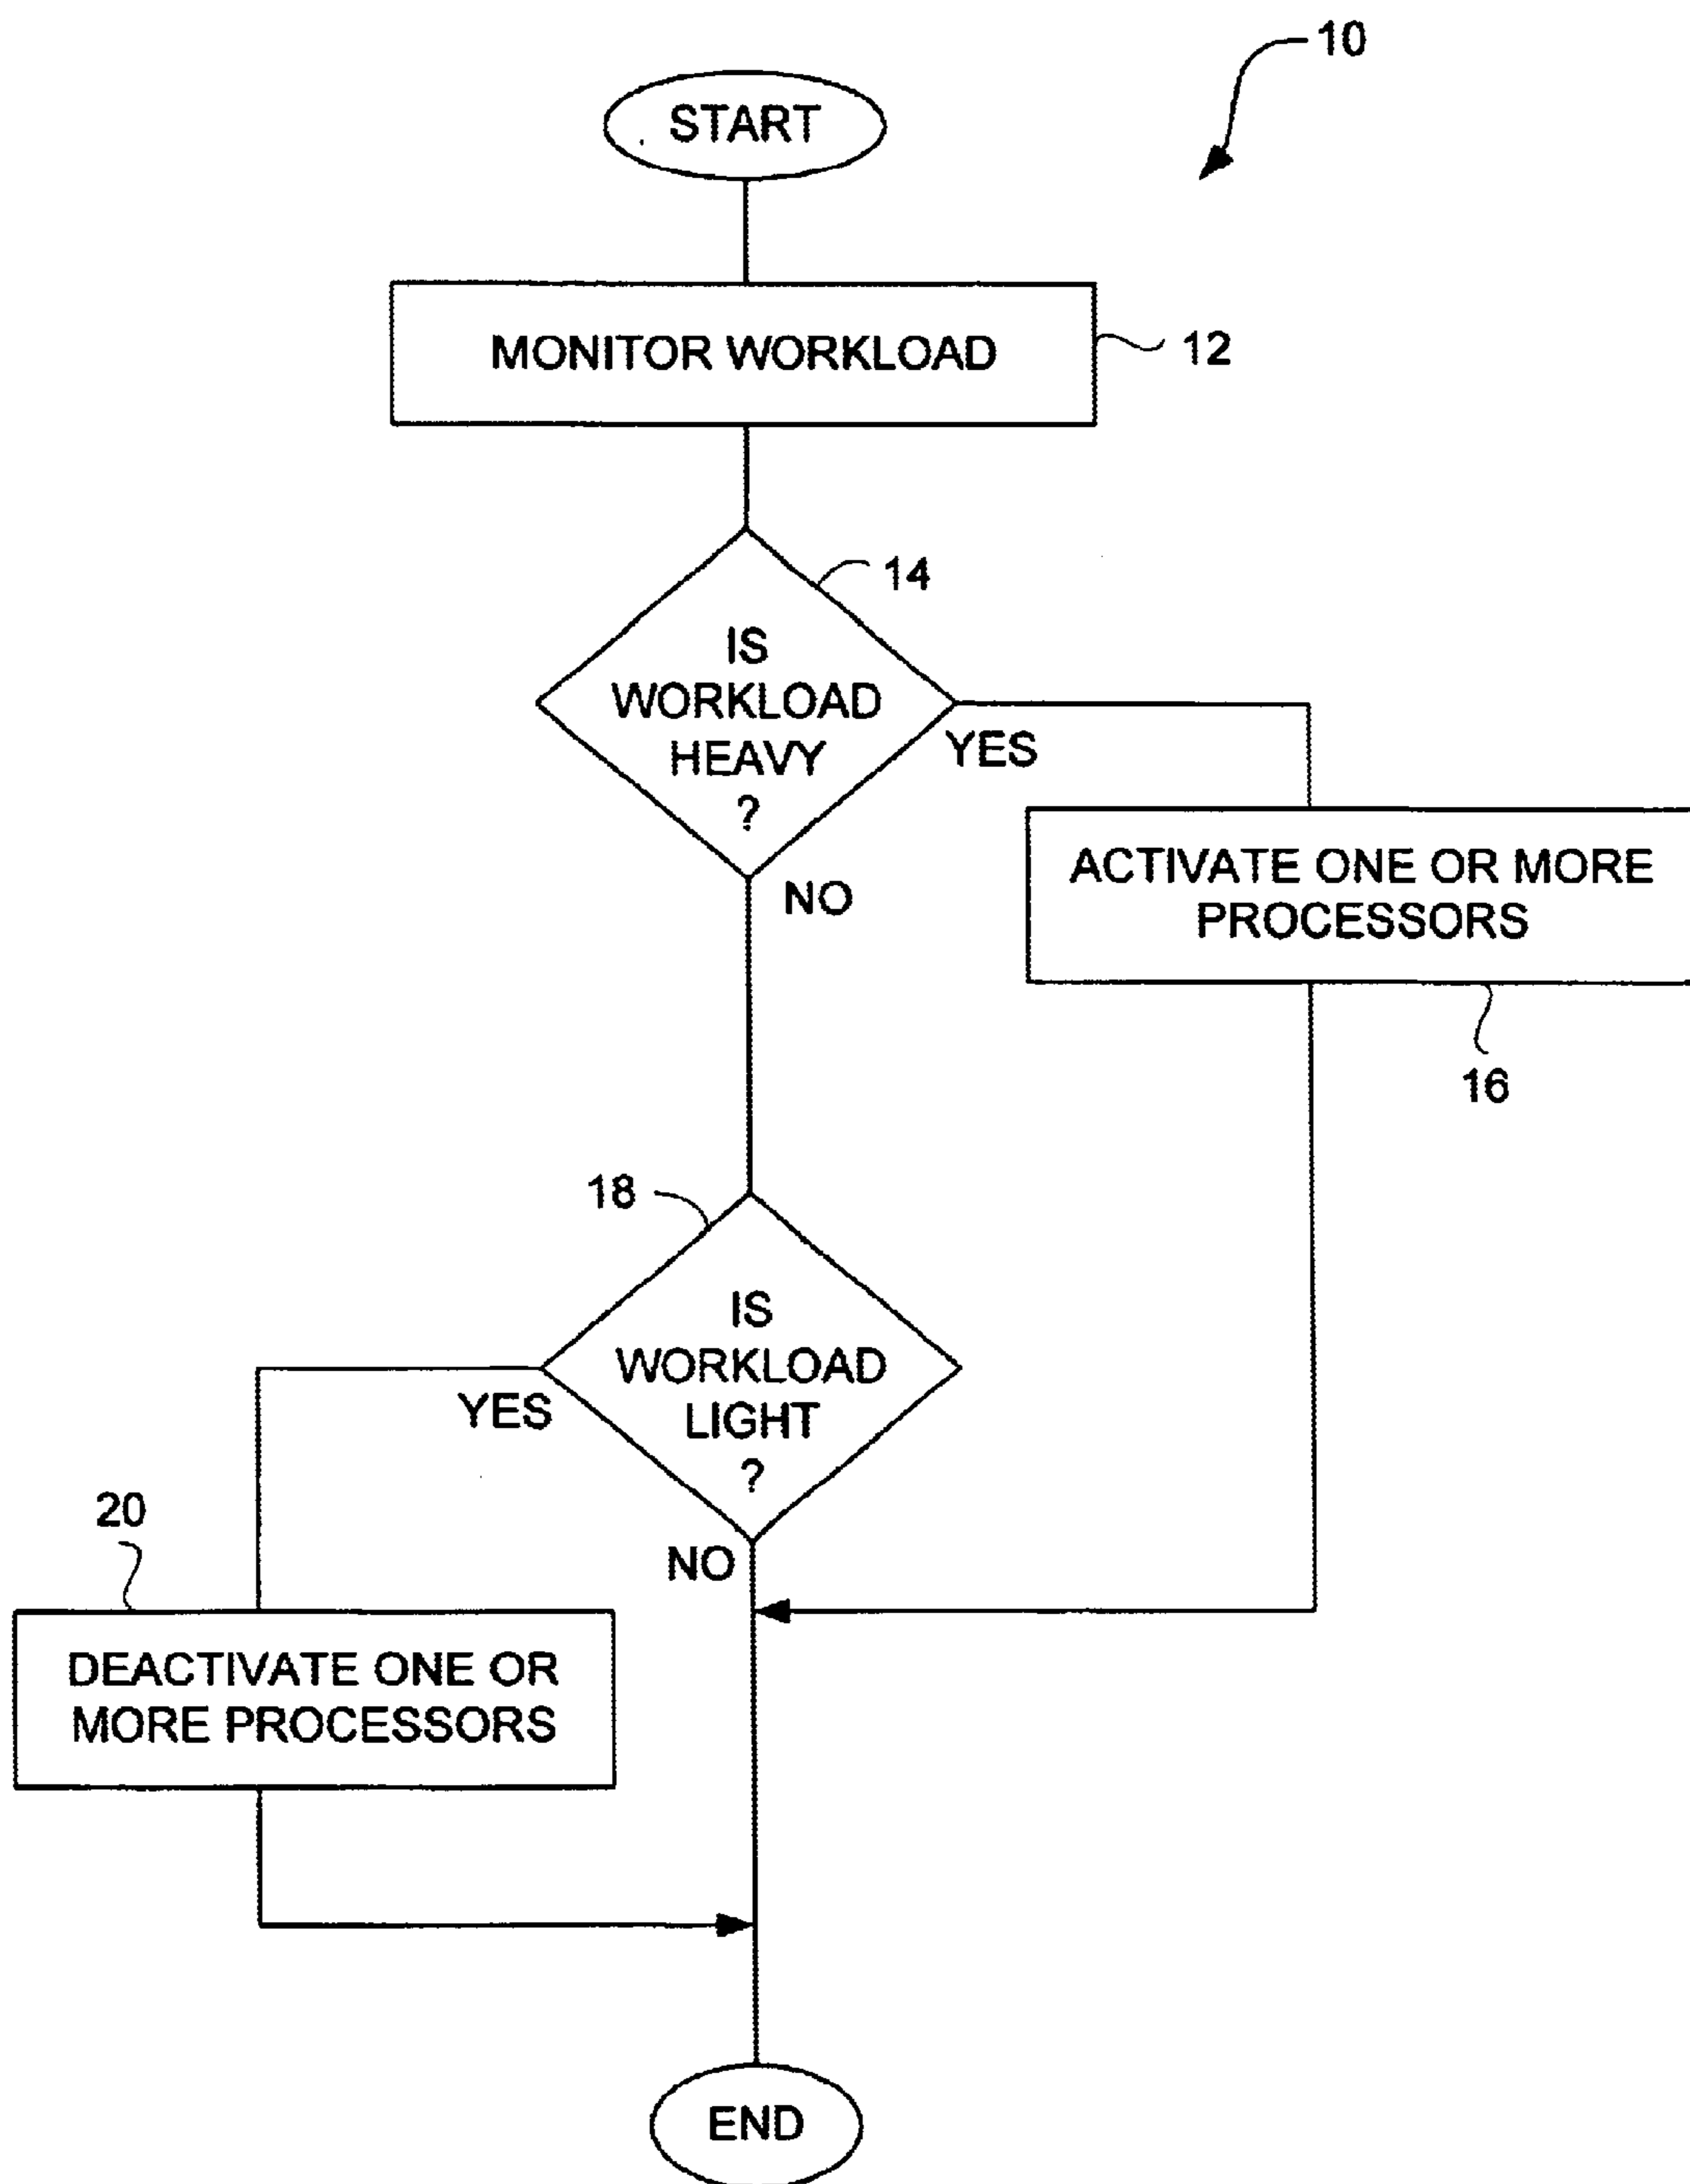 10
START
MONITOR WORKLOAD
12
14
IS
WORKLOAD
HEAVY
?
YES
NO
ACTIVATE ONE OR MORE
PROCESSORS
16
18
IS
WORKLOAD
LIGHT
?
YES
NO
20
DEACTIVATE ONE OR
MORE PROCESSORS
END